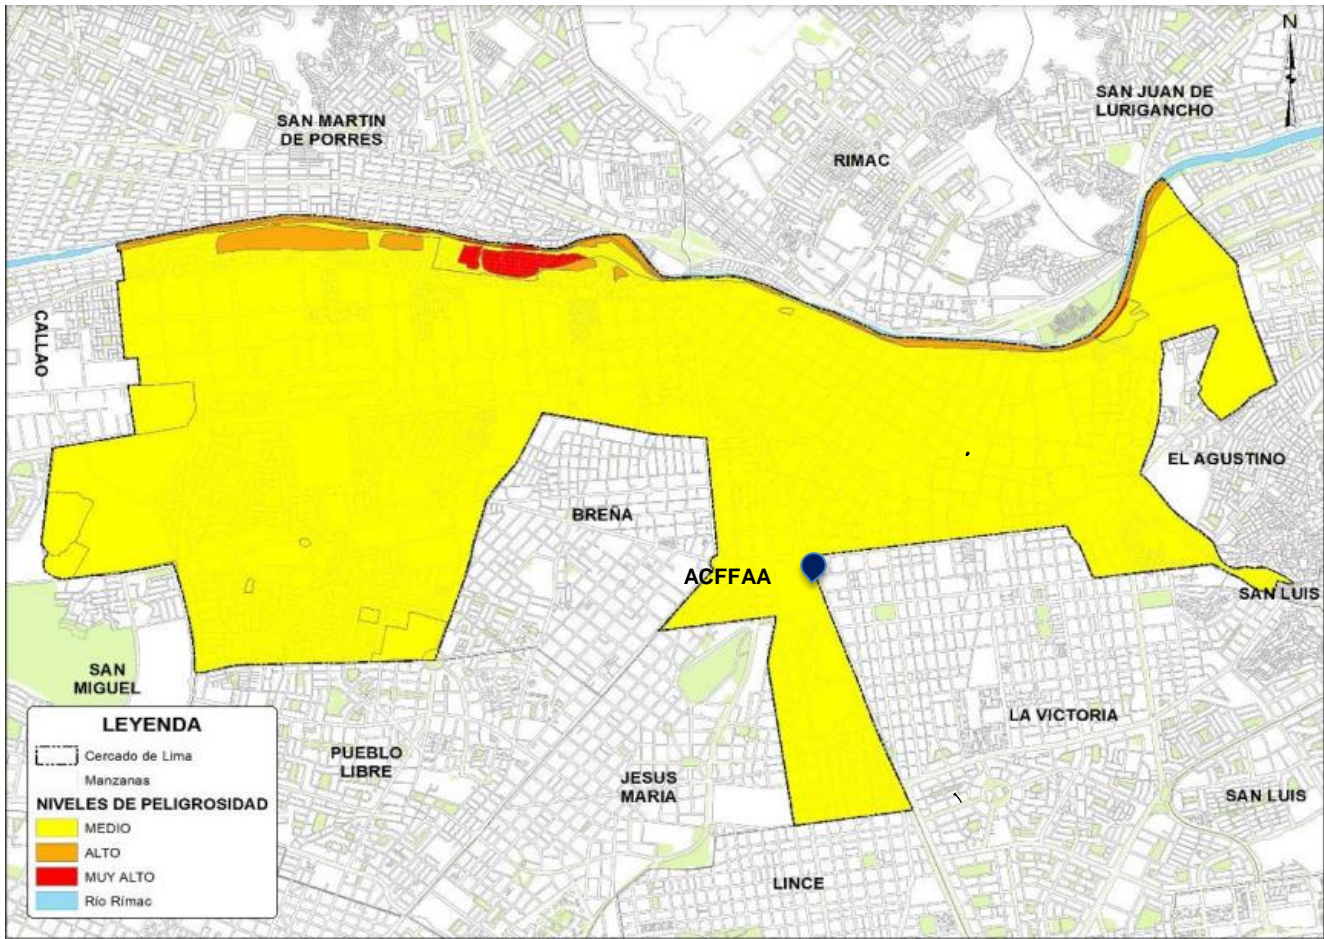 N
SAN JUAN DE
LURIGANCHO
SAN MARTIN
DE PORRES
RIMAC
CALLAO
EL AGUSTINO
BREÑA
ACFFAA
SAN LUIS
SAN
MIGUEL
LA VICTORIA
PUEBLO
LIBRE
JESUS
MARIA
SAN LUIS
LINCE
LEYENDA
Cercado de Lima
Manzanas
NIVELES DE PELIGROSIDAD
MEDIO
ALTO
MUY ALTO
Río Rímac